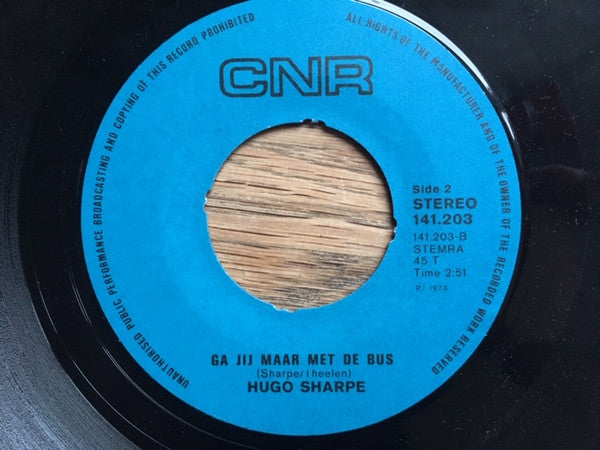 UNAUTHORISED PUBLIC PERFORMANCE BROADCASTING AND COPYING OF THIS RECORD PROHIBITED
ALL RIGHTS OF THE MANUFACTURER AND OF THE OWNER OF THE RECORDED WORK RESERVED
CNR
Side 2
STEREO
141.203
141.203-B
STEMRA
45 T
Time 2:51
℗ 1973
GA JIJ MAAR MET DE BUS
(Sharpe/Theelen)
HUGO SHARPE